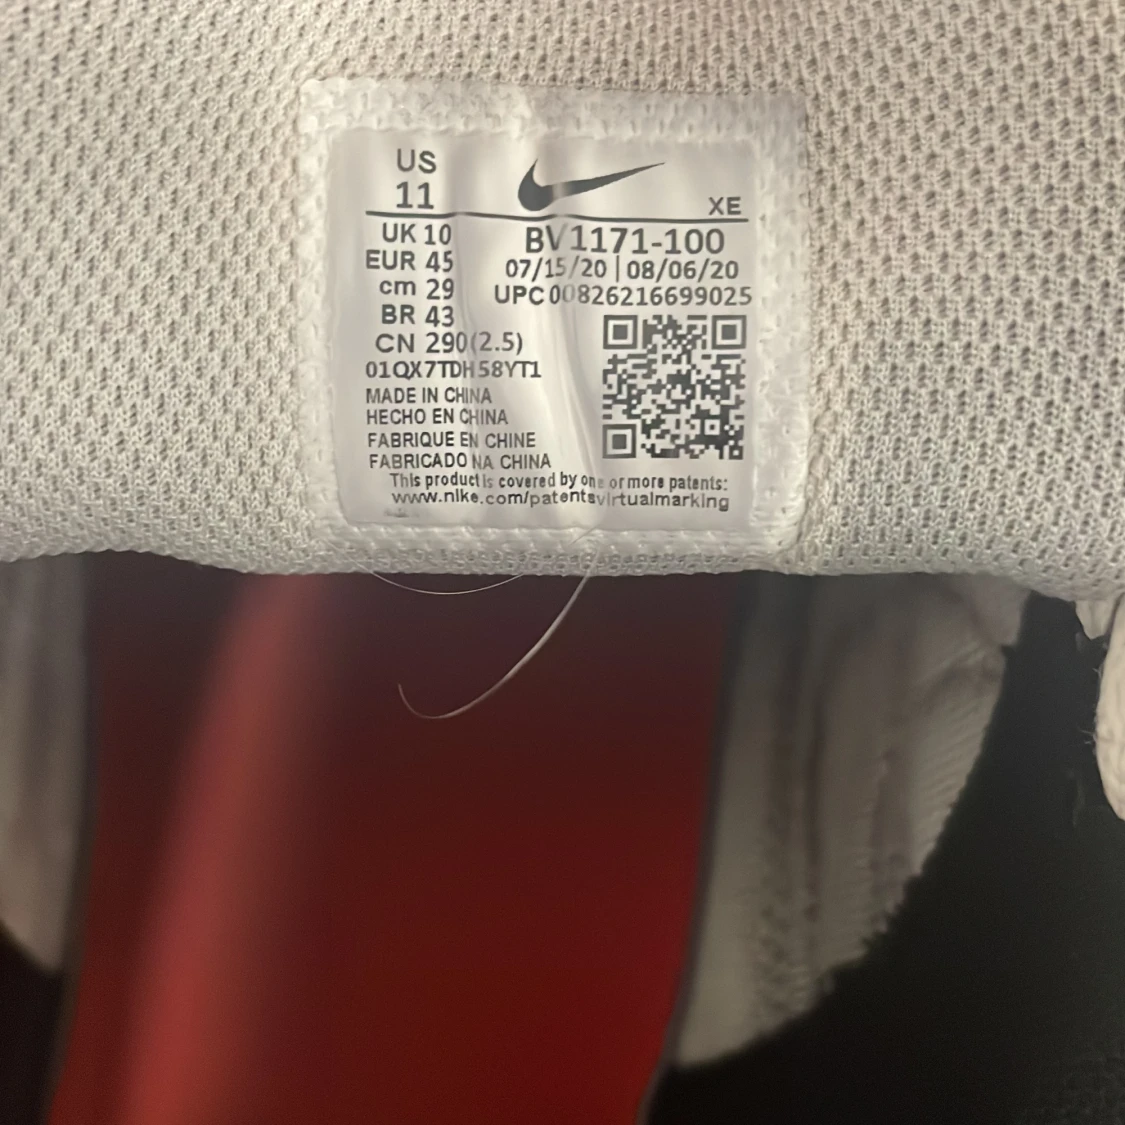 US
11
XE
UK 10
EUR 45
cm 29
BR 43
CN 290(2.5)
BV1171-100
07/15/20 | 08/06/20
UPC 00826216699025
01QX7TDH58YT1
MADE IN CHINA
HECHO EN CHINA
FABRIQUE EN CHINE
FABRICADO NA CHINA
This product is covered by one or more patents:
www.nike.com/patentsvirtualmarking